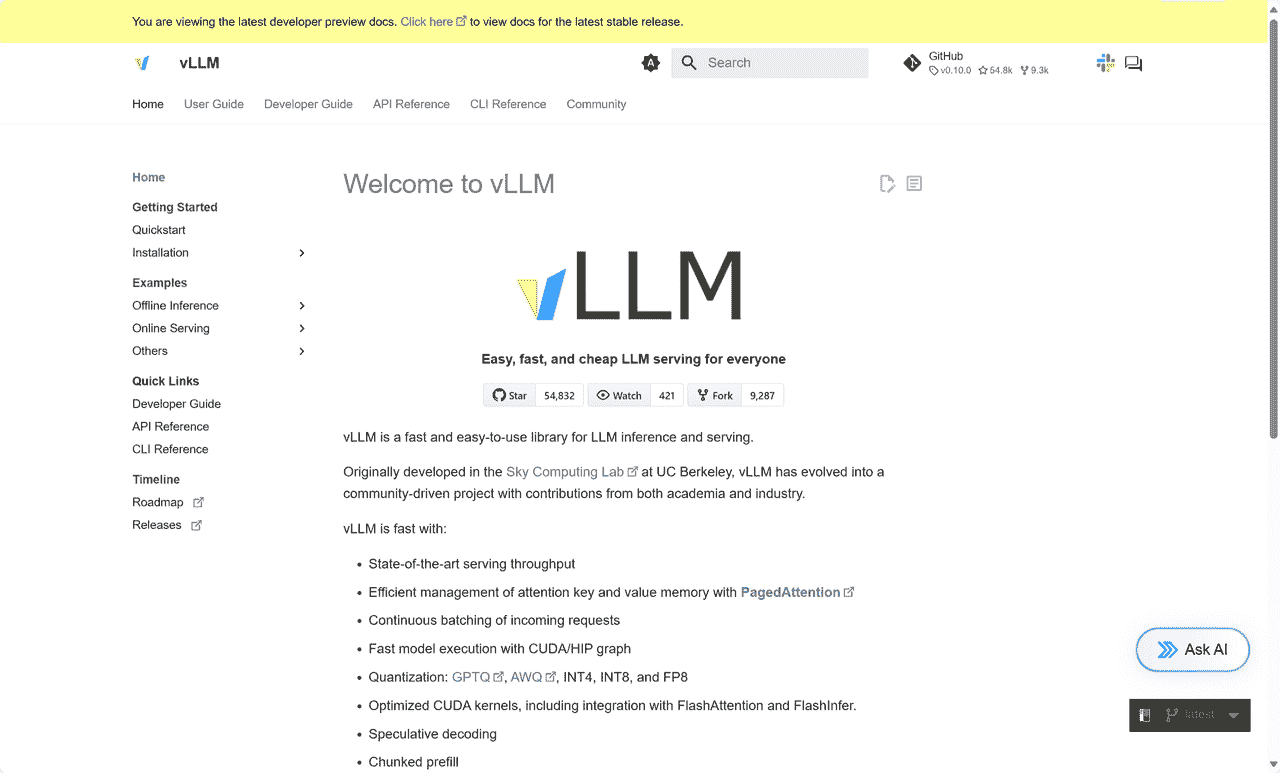 You are viewing the latest developer preview docs. Click here to view docs for the latest stable release.
vLLM
Search
GitHub
v0.10.0 54.8k 9.3k
Home User Guide Developer Guide API Reference CLI Reference Community
Home
Getting Started
Quickstart
Installation
Examples
Offline Inference
Online Serving
Others
Quick Links
Developer Guide
API Reference
CLI Reference
Timeline
Roadmap
Releases
Welcome to vLLM
vLLM
Easy, fast, and cheap LLM serving for everyone
Star 54,832 Watch 421 Fork 9,287
vLLM is a fast and easy-to-use library for LLM inference and serving.
Originally developed in the Sky Computing Lab at UC Berkeley, vLLM has evolved into a
community-driven project with contributions from both academia and industry.
vLLM is fast with:
• State-of-the-art serving throughput
• Efficient management of attention key and value memory with PagedAttention
• Continuous batching of incoming requests
• Fast model execution with CUDA/HIP graph
• Quantization: GPTQ, AWQ, INT4, INT8, and FP8
• Optimized CUDA kernels, including integration with FlashAttention and FlashInfer.
• Speculative decoding
• Chunked prefill
Ask AI
latest